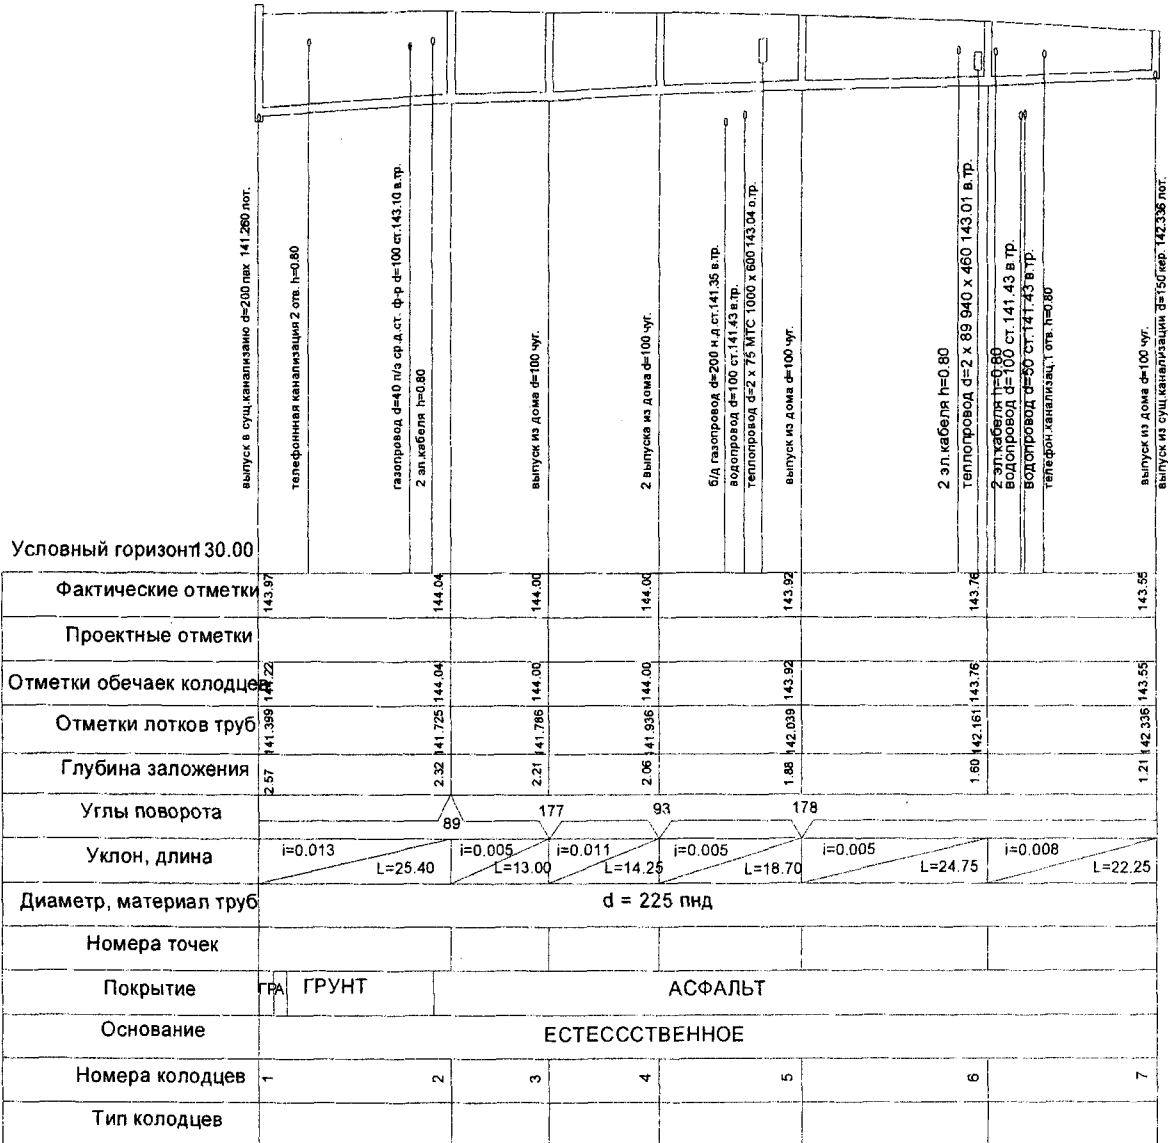 выпуск в сущ.канализацию d=200 пвх 141.260 лот.
телефонная канализация 2 отв. h=0.80
газопровод d=40 п/э ср.д.ст. ф-р d=100 ст.143.10 в.тр.
2 эл.кабеля h=0.80
выпуск из дома d=100 чуг.
2 выпуска из дома d=100 чуг.
б/д газопровод d=200 н.д.ст.141.35 в.тр.
водопровод d=100 ст.141.43 в.тр.
теплопровод d=2 x 75 МТС 1000 x 600 143.04 в.тр.
выпуск из дома d=100 чуг.
2 эл.кабеля h=0.80
теплопровод d=2 x 89 940 x 460 143.01 в.тр.
2 эл.кабеля h=0.80
водопровод d=100 ст.141.43 в.тр.
водопровод d=50 ст.141.43 в.тр.
телефон.канализац.1 отв. h=0.80
выпуск из дома d=100 чуг.
выпуск из сущ.канализации d=150 кер. 142.336 лот.
Условный горизонт130.00
Фактические отметки 143.97 144.04 144.00 144.00 143.92 143.76 143.55
Проектные отметки
Отметки обечаек колодцев 144.22 144.04 144.00 144.00 143.92 143.76 143.55
Отметки лотков труб 141.399 141.725 141.786 141.936 142.039 142.161 142.336
Глубина заложения 2.57 2.32 2.21 2.06 1.88 1.60 1.21
Углы поворота 89 177 93 178
Уклон, длина i=0.013 L=25.40 i=0.005 L=13.00 i=0.011 L=14.25 i=0.005 L=18.70 i=0.005 L=24.75 i=0.008 L=22.25
Диаметр, материал труб d = 225 пнд
Номера точек
Покрытие ГРА ГРУНТ АСФАЛЬТ
Основание ЕСТЕСССТВЕННОЕ
Номера колодцев 1 2 3 4 5 6 7
Тип колодцев